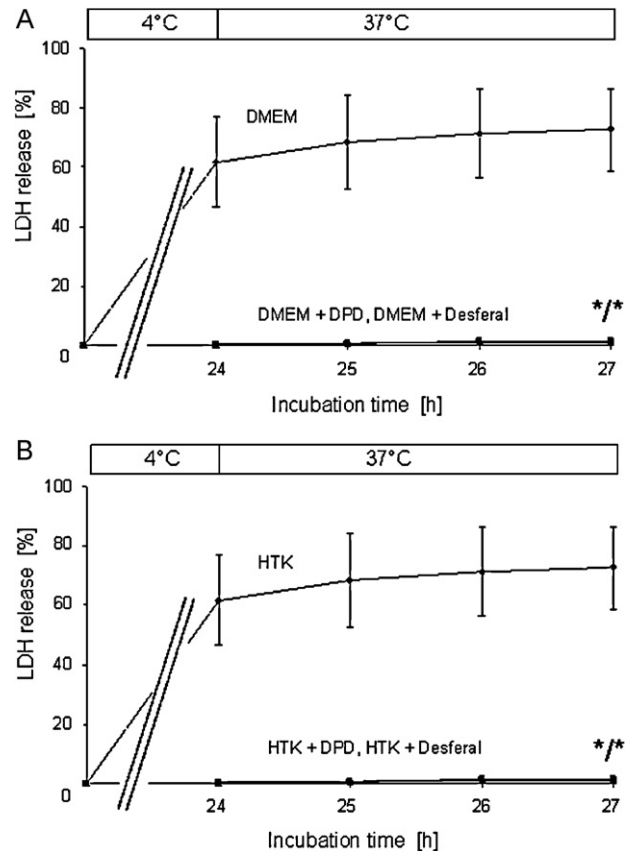 A
4°C 37°C
100
80
60
40
20
0
LDH release [%]
DMEM
DMEM + DPD, DMEM + Desferal
*/*
24 25 26 27
Incubation time [h]
B
4°C 37°C
100
80
60
40
20
0
LDH release [%]
HTK
HTK + DPD, HTK + Desferal
*/*
24 25 26 27
Incubation time [h]